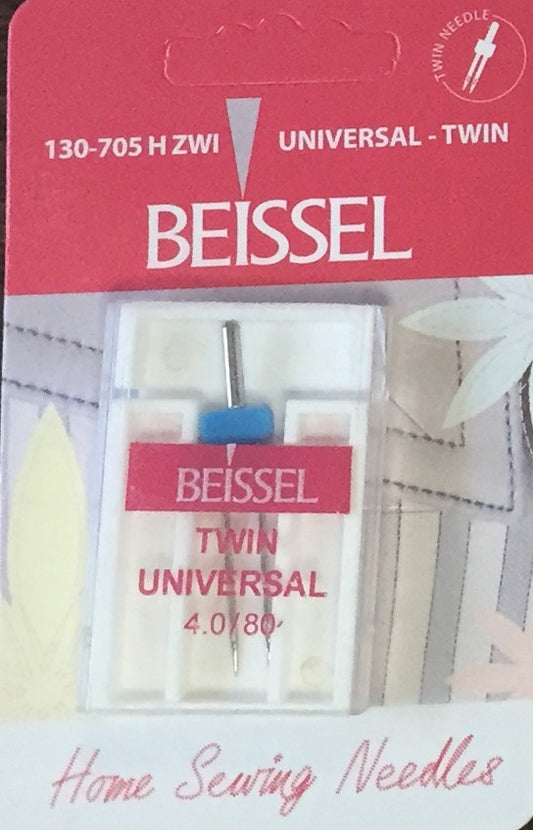 TWIN NEEDLE
130-705 H ZWI UNIVERSAL - TWIN
BEISSEL
BEISSEL
TWIN
UNIVERSAL
4.0/80
Home Sewing Needles